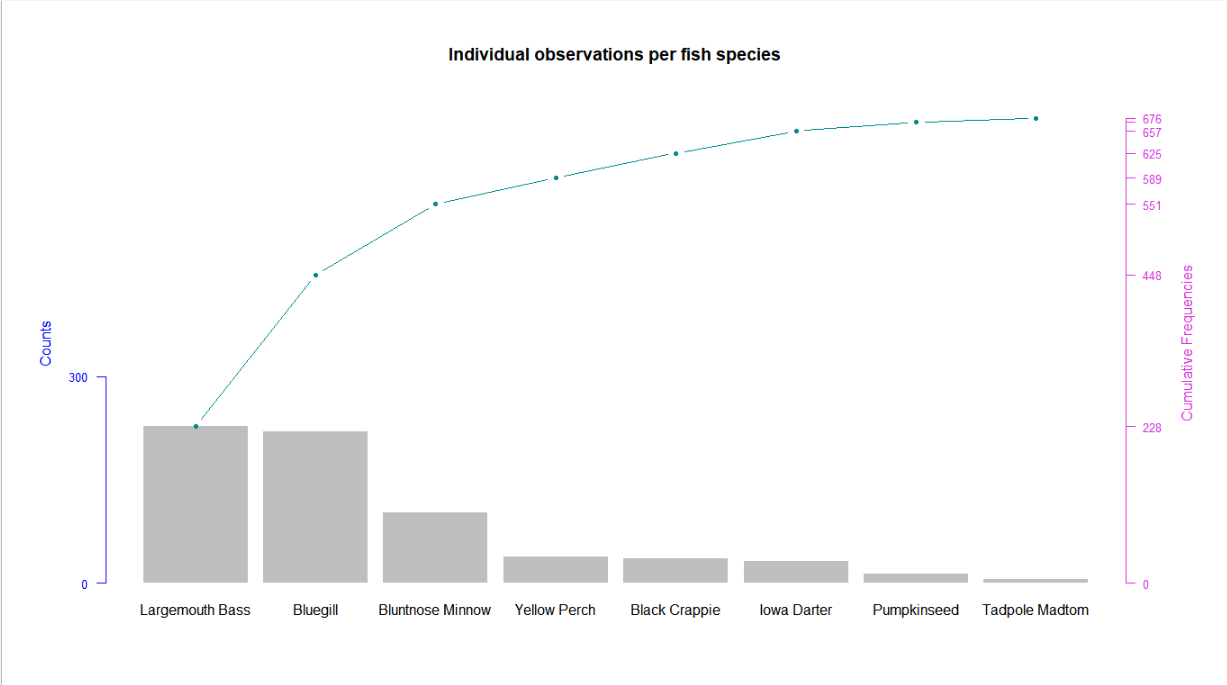 Individual observations per fish species
Counts
300
0
676
657
625
589
551
448
228
0
Cumulative Frequencies
Largemouth Bass
Bluegill
Bluntnose Minnow
Yellow Perch
Black Crappie
Iowa Darter
Pumpkinseed
Tadpole Madtom